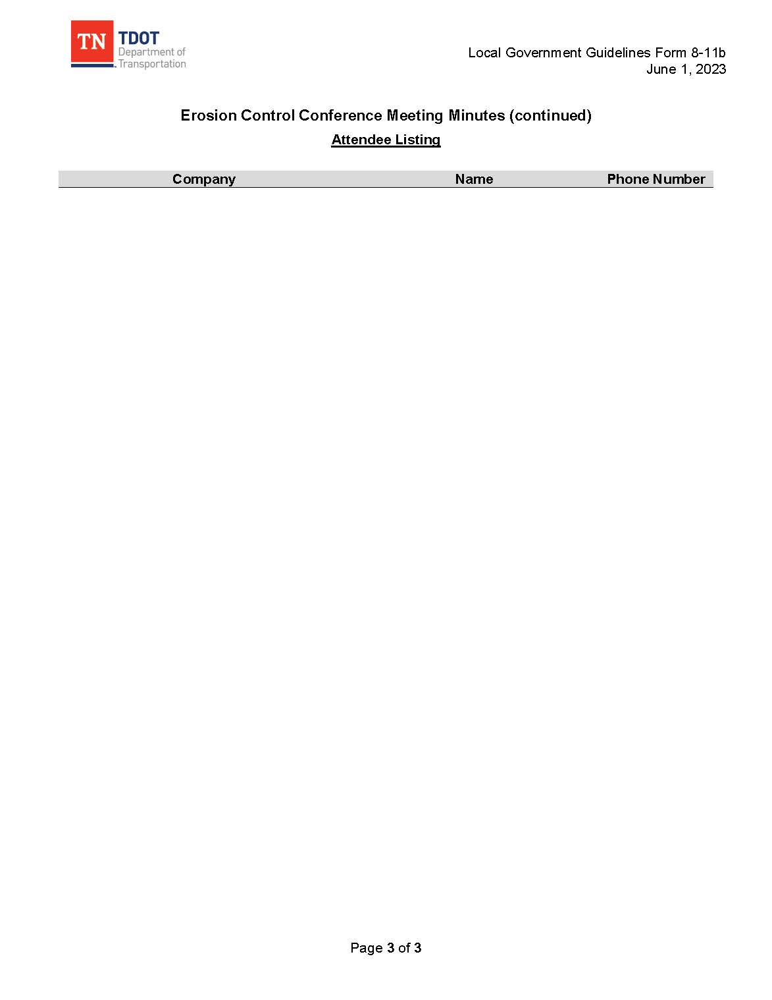 TN
TDOT
Department of
Transportation
Local Government Guidelines Form 8-11b
June 1, 2023
Erosion Control Conference Meeting Minutes (continued)
Attendee Listing
Company Name Phone Number
Page 3 of 3